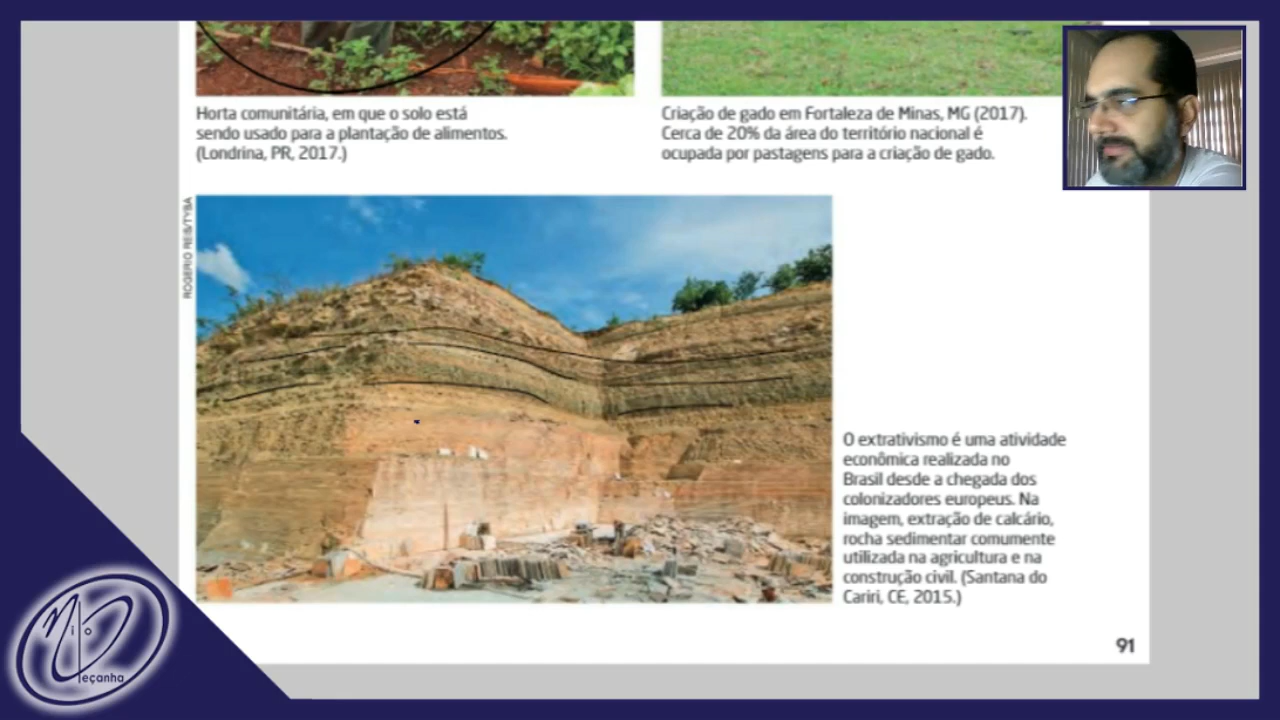 Horta comunitária, em que o solo está
sendo usado para a plantação de alimentos.
(Londrina, PR, 2017.)
Criação de gado em Fortaleza de Minas, MG (2017).
Cerca de 20% da área do território nacional é
ocupada por pastagens para a criação de gado.
ROGERIO REIS/TYBA
O extrativismo é uma atividade
econômica realizada no
Brasil desde a chegada dos
colonizadores europeus. Na
imagem, extração de calcário,
rocha sedimentar comumente
utilizada na agricultura e na
construção civil. (Santana do
Cariri, CE, 2015.)
91